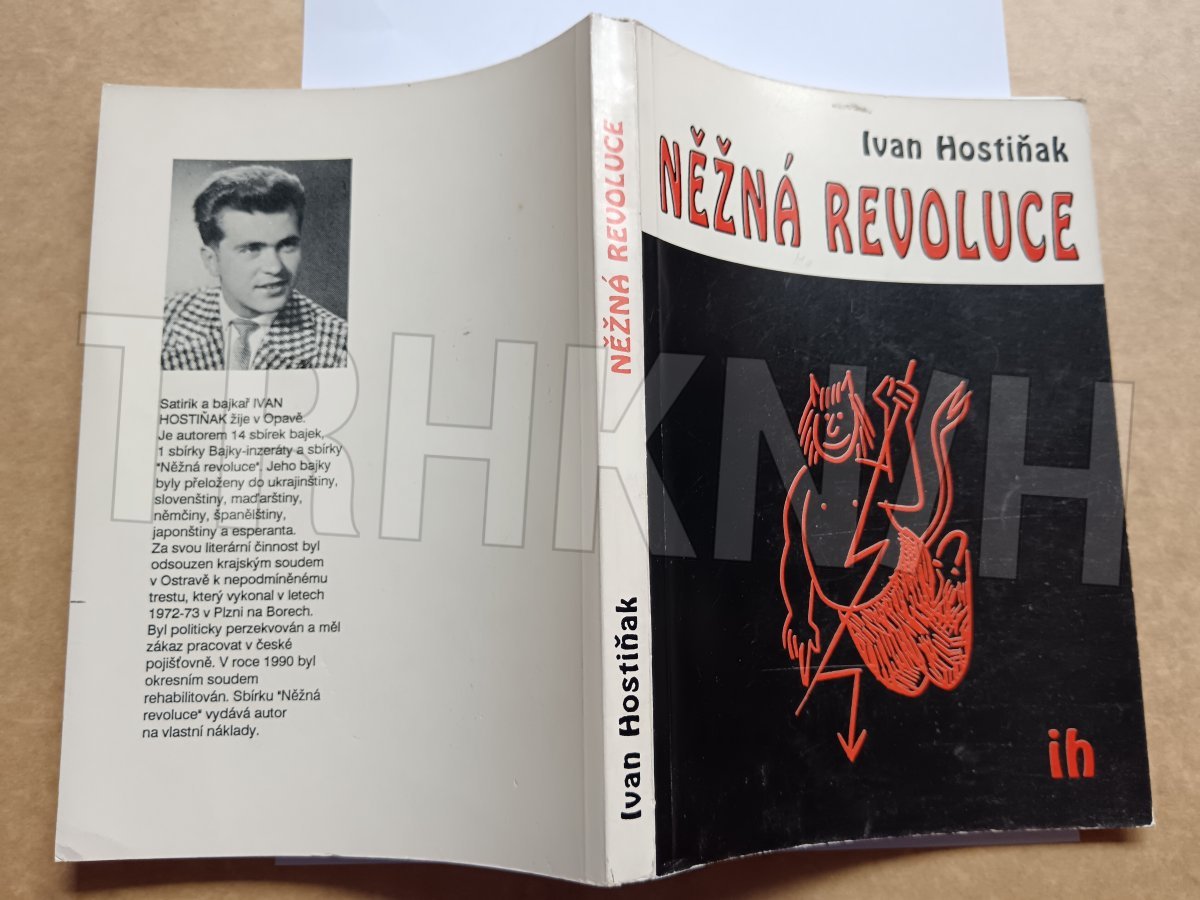 Satirik a bajkař IVAN
HOSTIŇAK žije v Opavě.
Je autorem 14 sbírek bajek,
1 sbírky Bajky-inzeráty a sbírky
"Něžná revoluce". Jeho bajky
byly přeloženy do ukrajinštiny,
slovenštiny, maďarštiny,
němčiny, španělštiny,
japonštiny a esperanta.
Za svou literární činnost byl
odsouzen krajským soudem
v Ostravě k nepodmíněnému
trestu, který vykonal v letech
1972-73 v Plzni na Borech.
Byl politicky perzekvován a měl
zákaz pracovat v české
pojišťovně. V roce 1990 byl
okresním soudem
rehabilitován. Sbírku "Něžná
revoluce" vydává autor
na vlastní náklady.
Ivan Hostiňak NĚŽNÁ REVOLUCE
Ivan Hostiňak
NĚŽNÁ REVOLUCE
ih
TRHKNIH